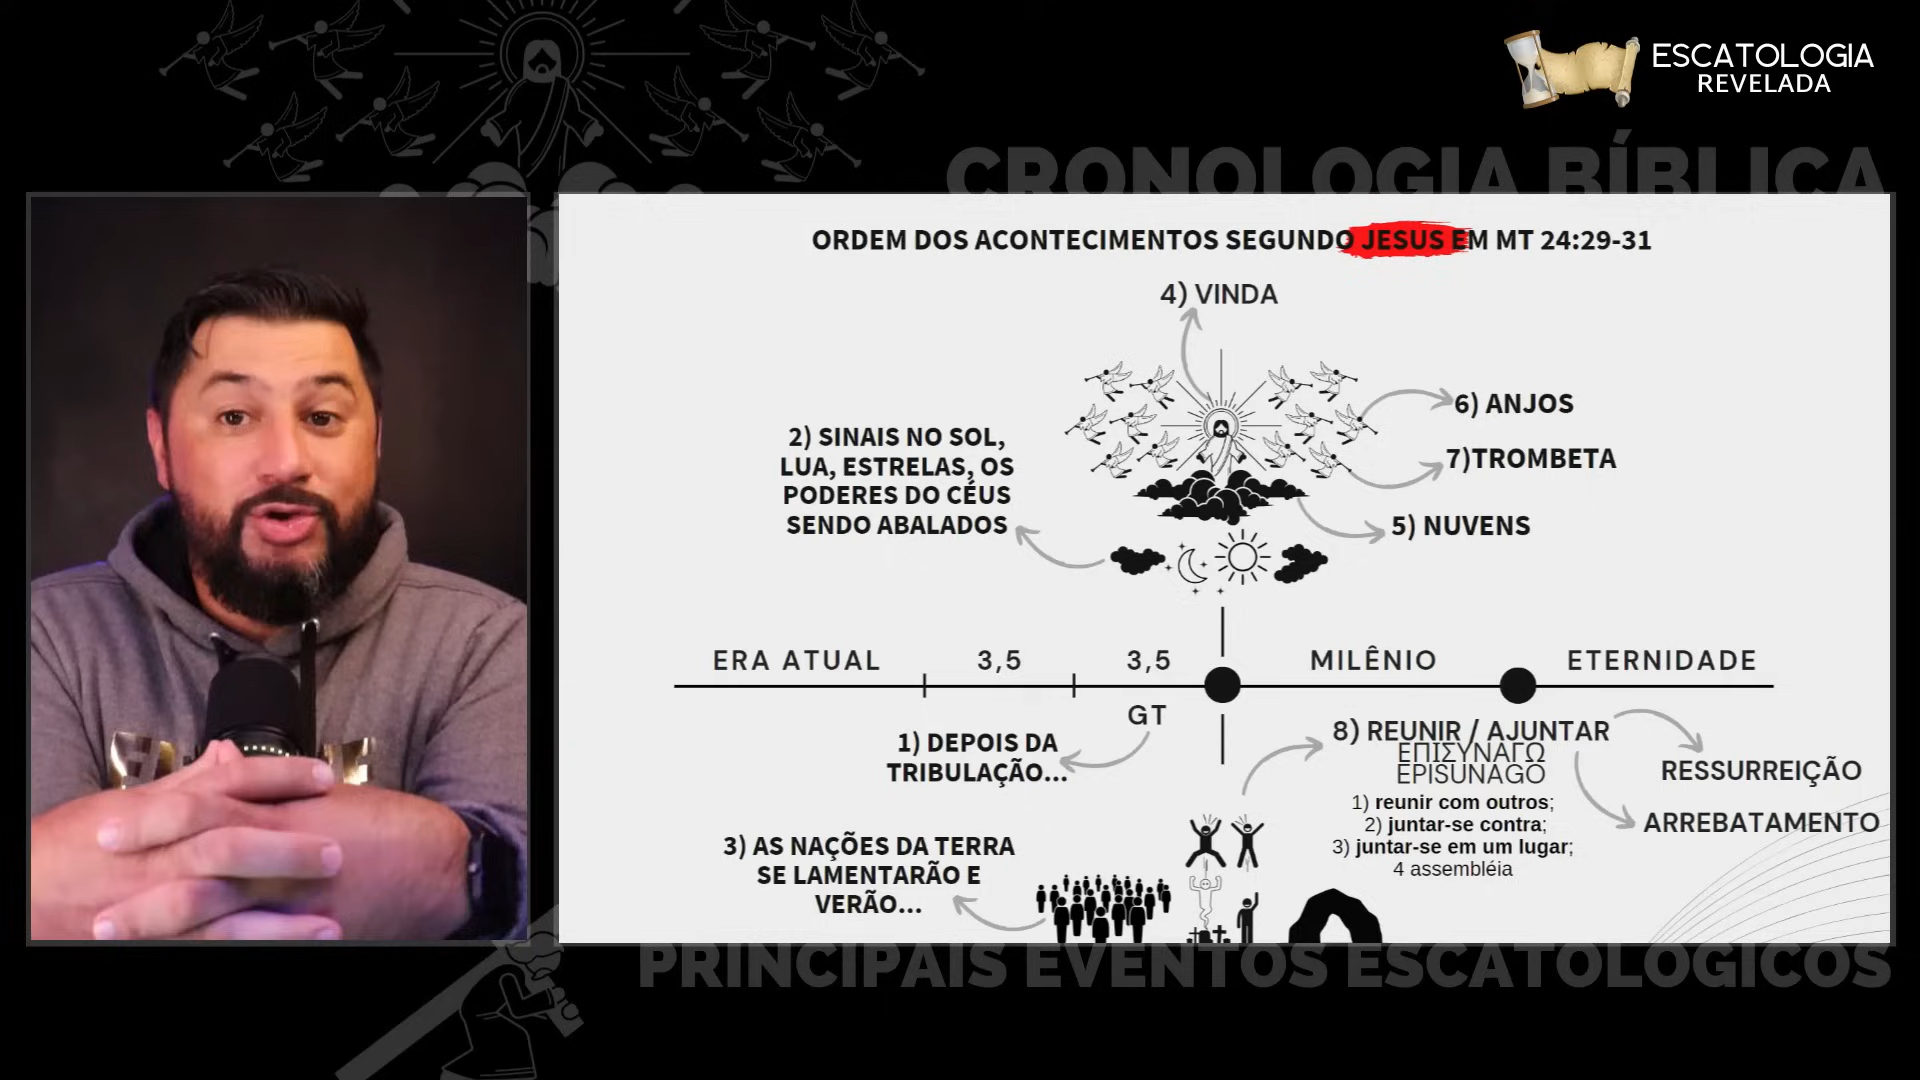 ESCATOLOGIA
REVELADA
CRONOLOGIA BÍBLICA
ORDEM DOS ACONTECIMENTOS SEGUNDO JESUS EM MT 24:29-31
4) VINDA
6) ANJOS
7)TROMBETA
5) NUVENS
2) SINAIS NO SOL,
LUA, ESTRELAS, OS
PODERES DO CÉUS
SENDO ABALADOS
ERA ATUAL
3,5
3,5
MILÊNIO
ETERNIDADE
GT
1) DEPOIS DA
TRIBULAÇÃO...
8) REUNIR / AJUNTAR
ΕΠΙΣΥΝΑΓΩ
EPISUNAGO
1) reunir com outros;
2) juntar-se contra;
3) juntar-se em um lugar;
4 assembléia
RESSURREIÇÃO
ARREBATAMENTO
3) AS NAÇÕES DA TERRA
SE LAMENTARÃO E
VERÃO...
PRINCIPAIS EVENTOS ESCATOLOGICOS